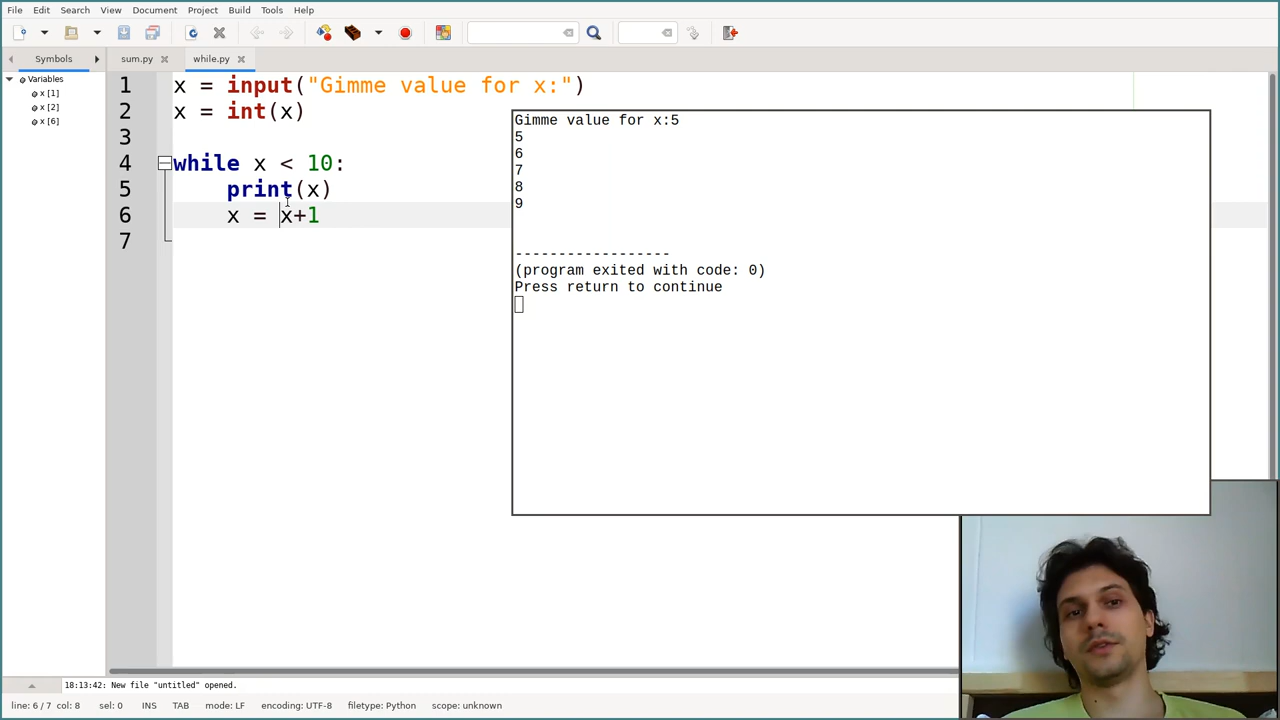 File Edit Search View Document Project Build Tools Help
Symbols sum.py while.py
Variables
x [1]
x [2]
x [6]
1 x = input("Gimme value for x:")
2 x = int(x)
3
4 while x < 10:
5 print(x)
6 x = x+1
7
Gimme value for x:5
5
6
7
8
9
------------------
(program exited with code: 0)
Press return to continue
18:13:42: New file "untitled" opened.
line: 6 / 7 col: 8 sel: 0 INS TAB mode: LF encoding: UTF-8 filetype: Python scope: unknown